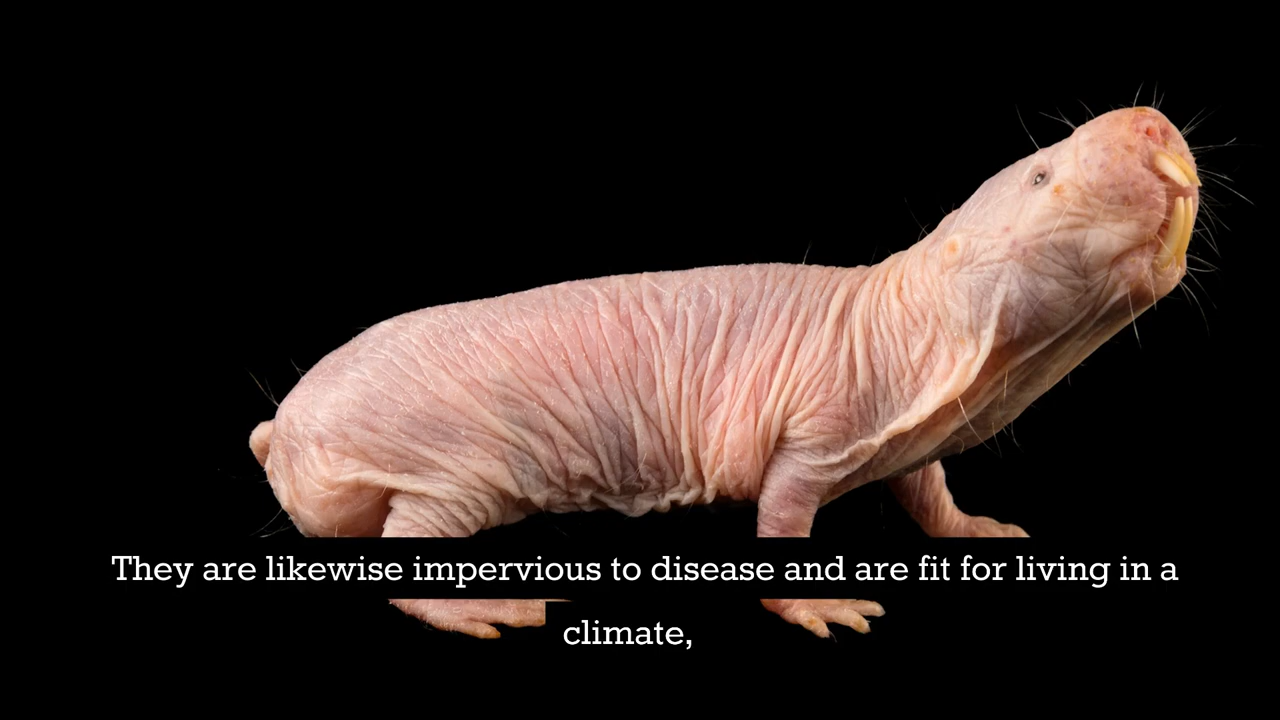 They are likewise impervious to disease and are fit for living in a
climate,